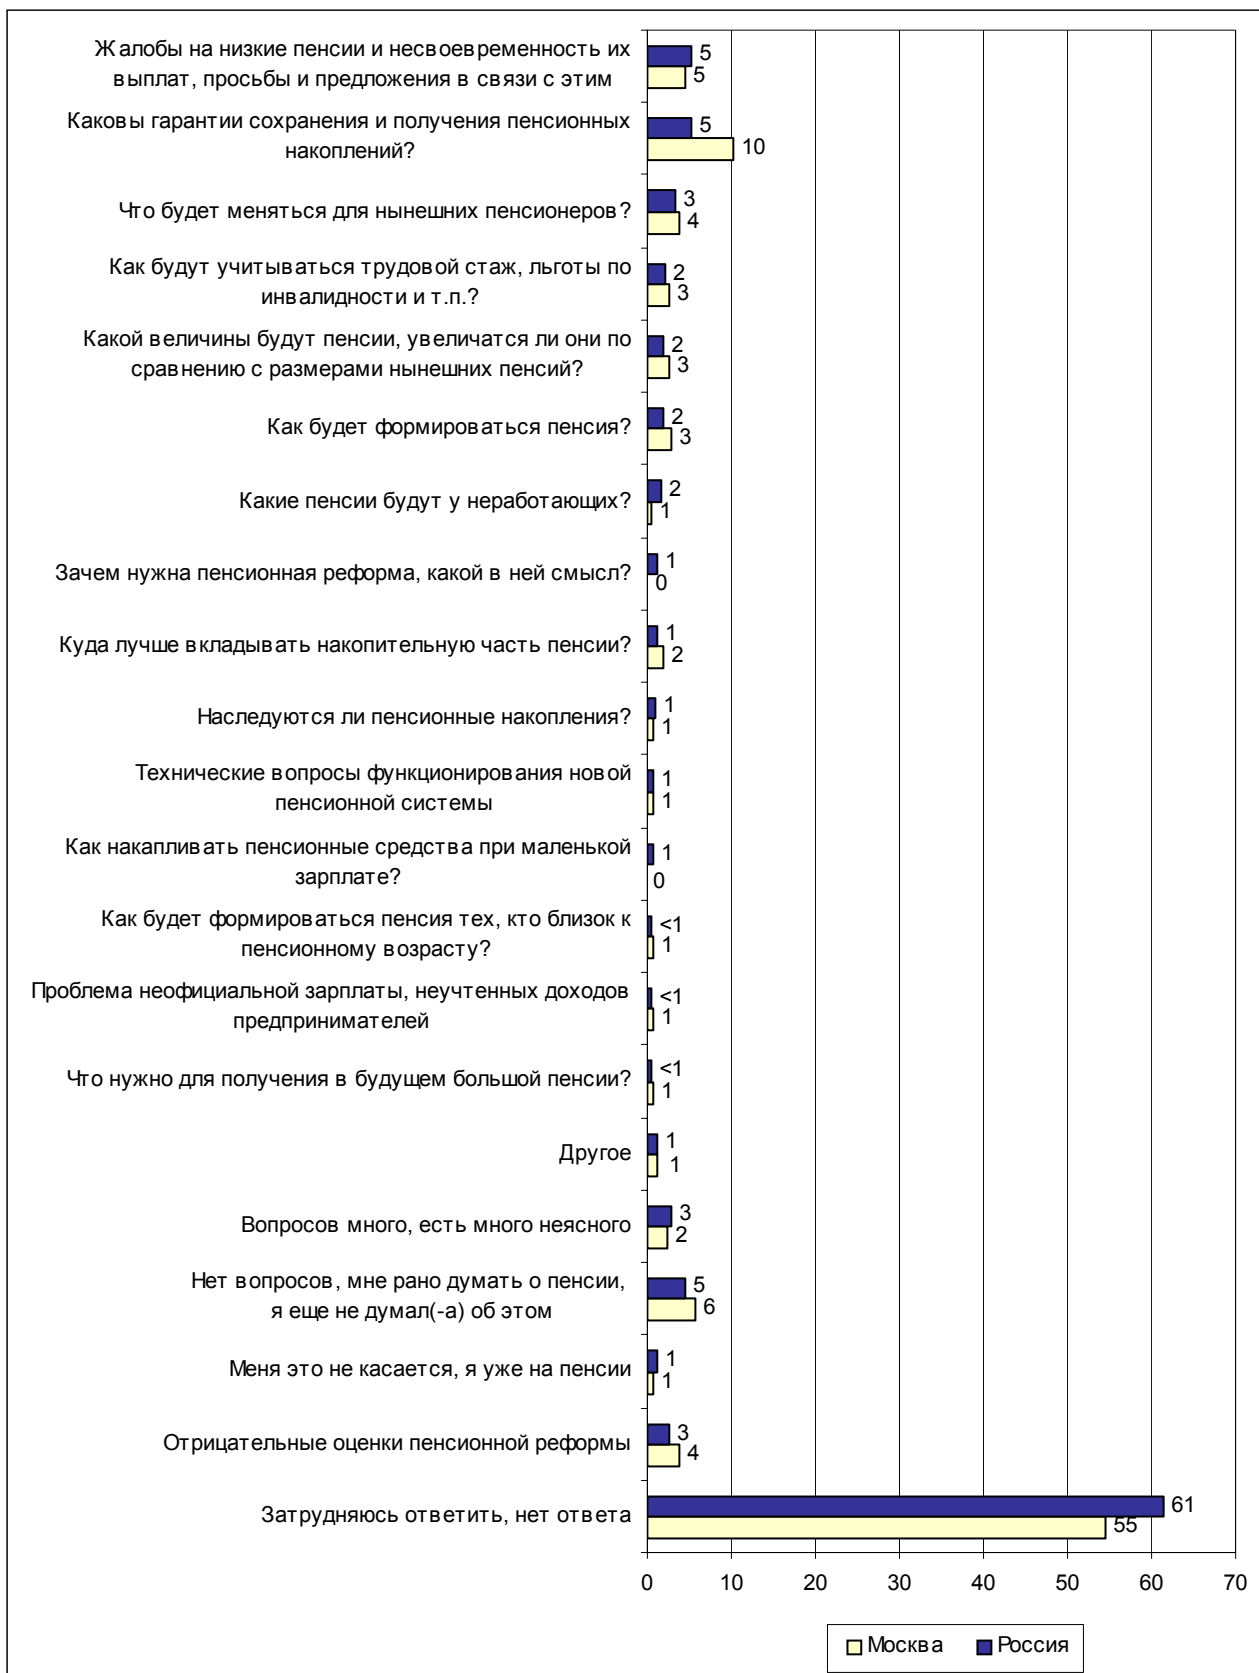 Жалобы на низкие пенсии и несвоевременность их
выплат, просьбы и предложения в связи с этим
5
5
Каковы гарантии сохранения и получения пенсионных
накоплений?
5
10
Что будет меняться для нынешних пенсионеров?
3
4
Как будут учитываться трудовой стаж, льготы по
инвалидности и т.п.?
2
3
Какой величины будут пенсии, увеличатся ли они по
сравнению с размерами нынешних пенсий?
2
3
Как будет формироваться пенсия?
2
3
Какие пенсии будут у неработающих?
2
1
Зачем нужна пенсионная реформа, какой в ней смысл?
1
0
Куда лучше вкладывать накопительную часть пенсии?
1
2
Наследуются ли пенсионные накопления?
1
1
Технические вопросы функционирования новой
пенсионной системы
1
1
Как накапливать пенсионные средства при маленькой
зарплате?
1
0
Как будет формироваться пенсия тех, кто близок к
пенсионному возрасту?
<1
1
Проблема неофициальной зарплаты, неучтенных доходов
предпринимателей
<1
1
Что нужно для получения в будущем большой пенсии?
<1
1
Другое
1
1
Вопросов много, есть много неясного
3
2
Нет вопросов, мне рано думать о пенсии,
я еще не думал(-а) об этом
5
6
Меня это не касается, я уже на пенсии
1
1
Отрицательные оценки пенсионной реформы
3
4
Затрудняюсь ответить, нет ответа
61
55
0 10 20 30 40 50 60 70
Москва Россия